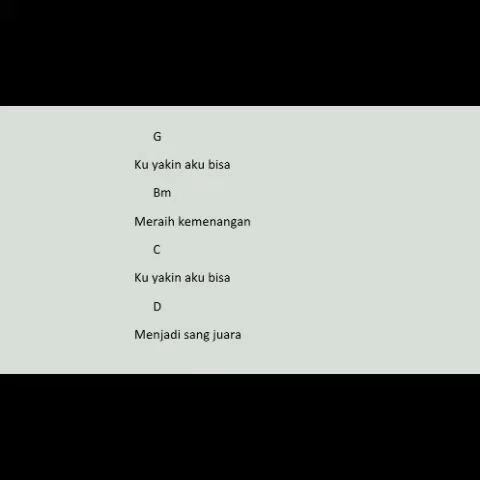 G
Ku yakin aku bisa
Bm
Meraih kemenangan
C
Ku yakin aku bisa
D
Menjadi sang juara